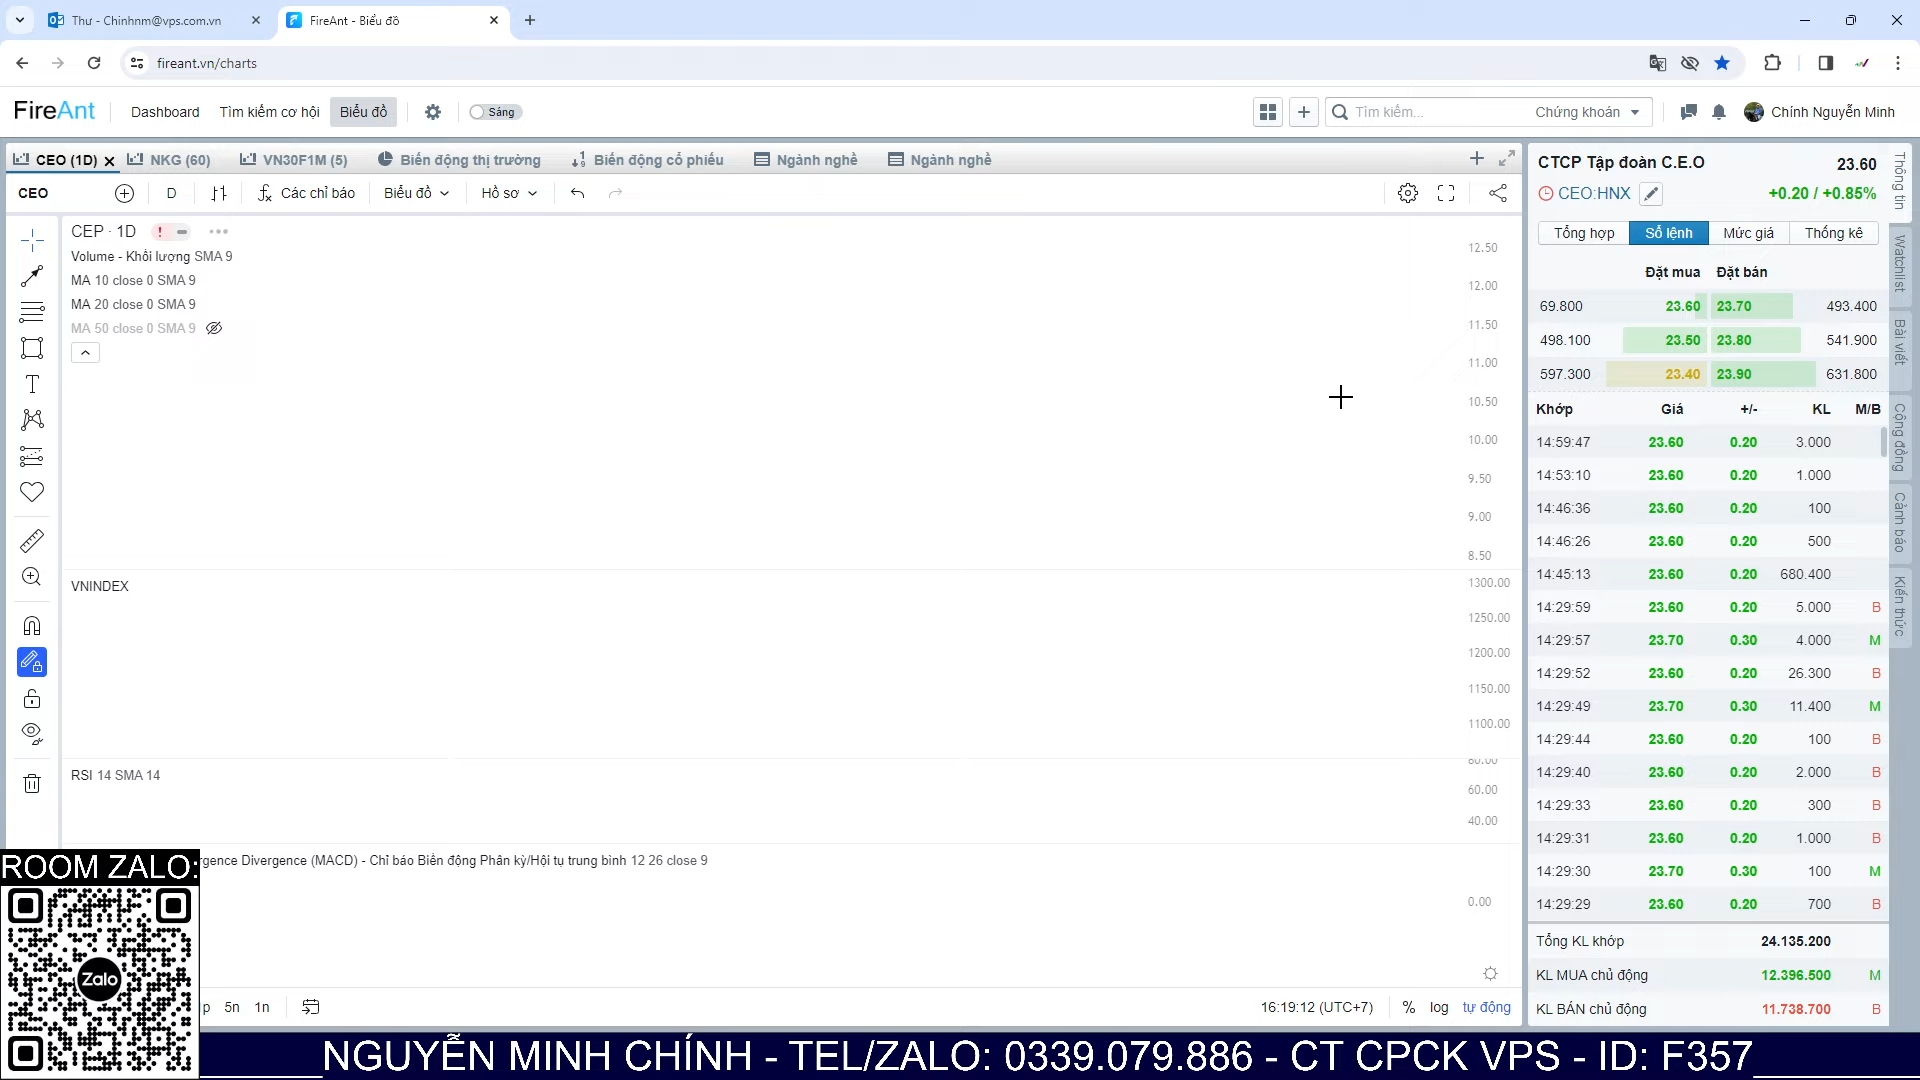 Thư - Chinhnm@vps.com.vn
FireAnt - Biểu đồ
fireant.vn/charts
FireAnt
Dashboard
Tìm kiếm cơ hội
Biểu đồ
Sáng
Tìm kiếm...
Chứng khoán
Chính Nguyễn Minh
CEO (1D)
NKG (60)
VN30F1M (5)
Biến động thị trường
Biến động cổ phiếu
Ngành nghề
Ngành nghề
CEO
D
Các chỉ báo
Biểu đồ
Hồ sơ
CEP · 1D
Volume - Khối lượng SMA 9
MA 10 close 0 SMA 9
MA 20 close 0 SMA 9
MA 50 close 0 SMA 9
12.50
12.00
11.50
11.00
10.50
10.00
9.50
9.00
8.50
VNINDEX
1300.00
1250.00
1200.00
1150.00
1100.00
RSI 14 SMA 14
80.00
60.00
40.00
rgence Divergence (MACD) - Chỉ báo Biến động Phân kỳ/Hội tụ trung bình 12 26 close 9
0.00
5n 1n
16:19:12 (UTC+7) % log tự động
CTCP Tập đoàn C.E.O 23.60
CEO:HNX +0.20 / +0.85%
Tổng hợp Sổ lệnh Mức giá Thống kê
Đặt mua Đặt bán
69.800 23.60 23.70 493.400
498.100 23.50 23.80 541.900
597.300 23.40 23.90 631.800
Khớp Giá +/- KL M/B
14:59:47 23.60 0.20 3.000
14:53:10 23.60 0.20 1.000
14:46:36 23.60 0.20 100
14:46:26 23.60 0.20 500
14:45:13 23.60 0.20 680.400
14:29:59 23.60 0.20 5.000 B
14:29:57 23.70 0.30 4.000 M
14:29:52 23.60 0.20 26.300 B
14:29:49 23.70 0.30 11.400 M
14:29:44 23.60 0.20 100 B
14:29:40 23.60 0.20 2.000 B
14:29:33 23.60 0.20 300 B
14:29:31 23.60 0.20 1.000 B
14:29:30 23.70 0.30 100 M
14:29:29 23.60 0.20 700 B
Tổng KL khớp 24.135.200
KL MUA chủ động 12.396.500 M
KL BÁN chủ động 11.738.700 B
Thông tin
Watchlist
Bài viết
Cộng đồng
Cảnh báo
Kiến thức
ROOM ZALO:
Zalo
NGUYỄN MINH CHÍNH - TEL/ZALO: 0339.079.886 - CT CPCK VPS - ID: F357